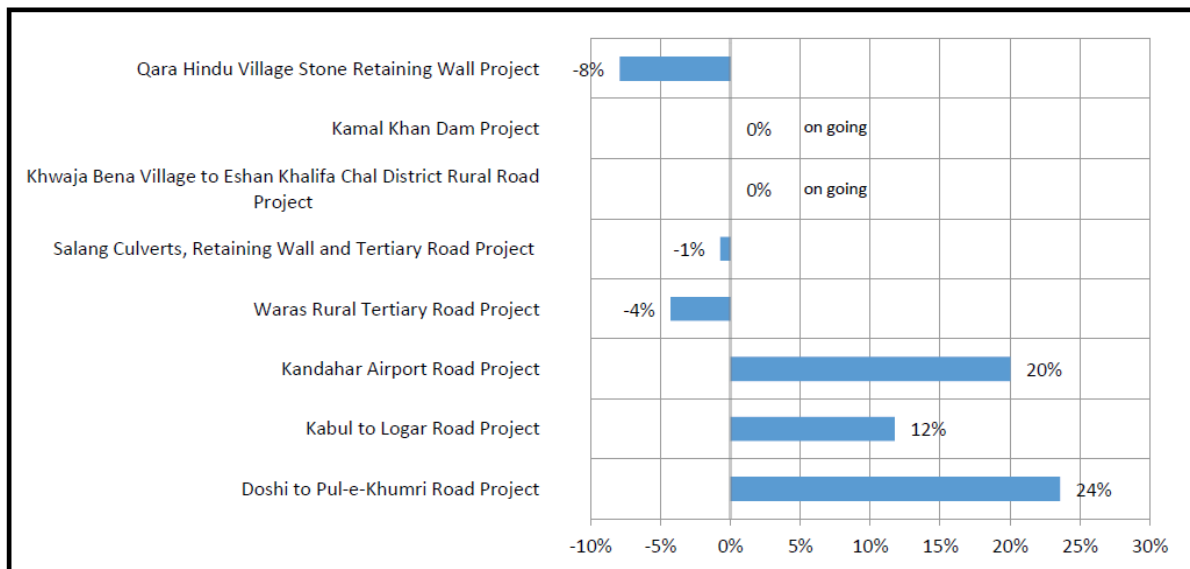 Qara Hindu Village Stone Retaining Wall Project
-8%
Kamal Khan Dam Project
0% on going
Khwaja Bena Village to Eshan Khalifa Chal District Rural Road
Project
0% on going
Salang Culverts, Retaining Wall and Tertiary Road Project
-1%
Waras Rural Tertiary Road Project
-4%
Kandahar Airport Road Project
20%
Kabul to Logar Road Project
12%
Doshi to Pul-e-Khumri Road Project
24%
-10% -5% 0% 5% 10% 15% 20% 25% 30%